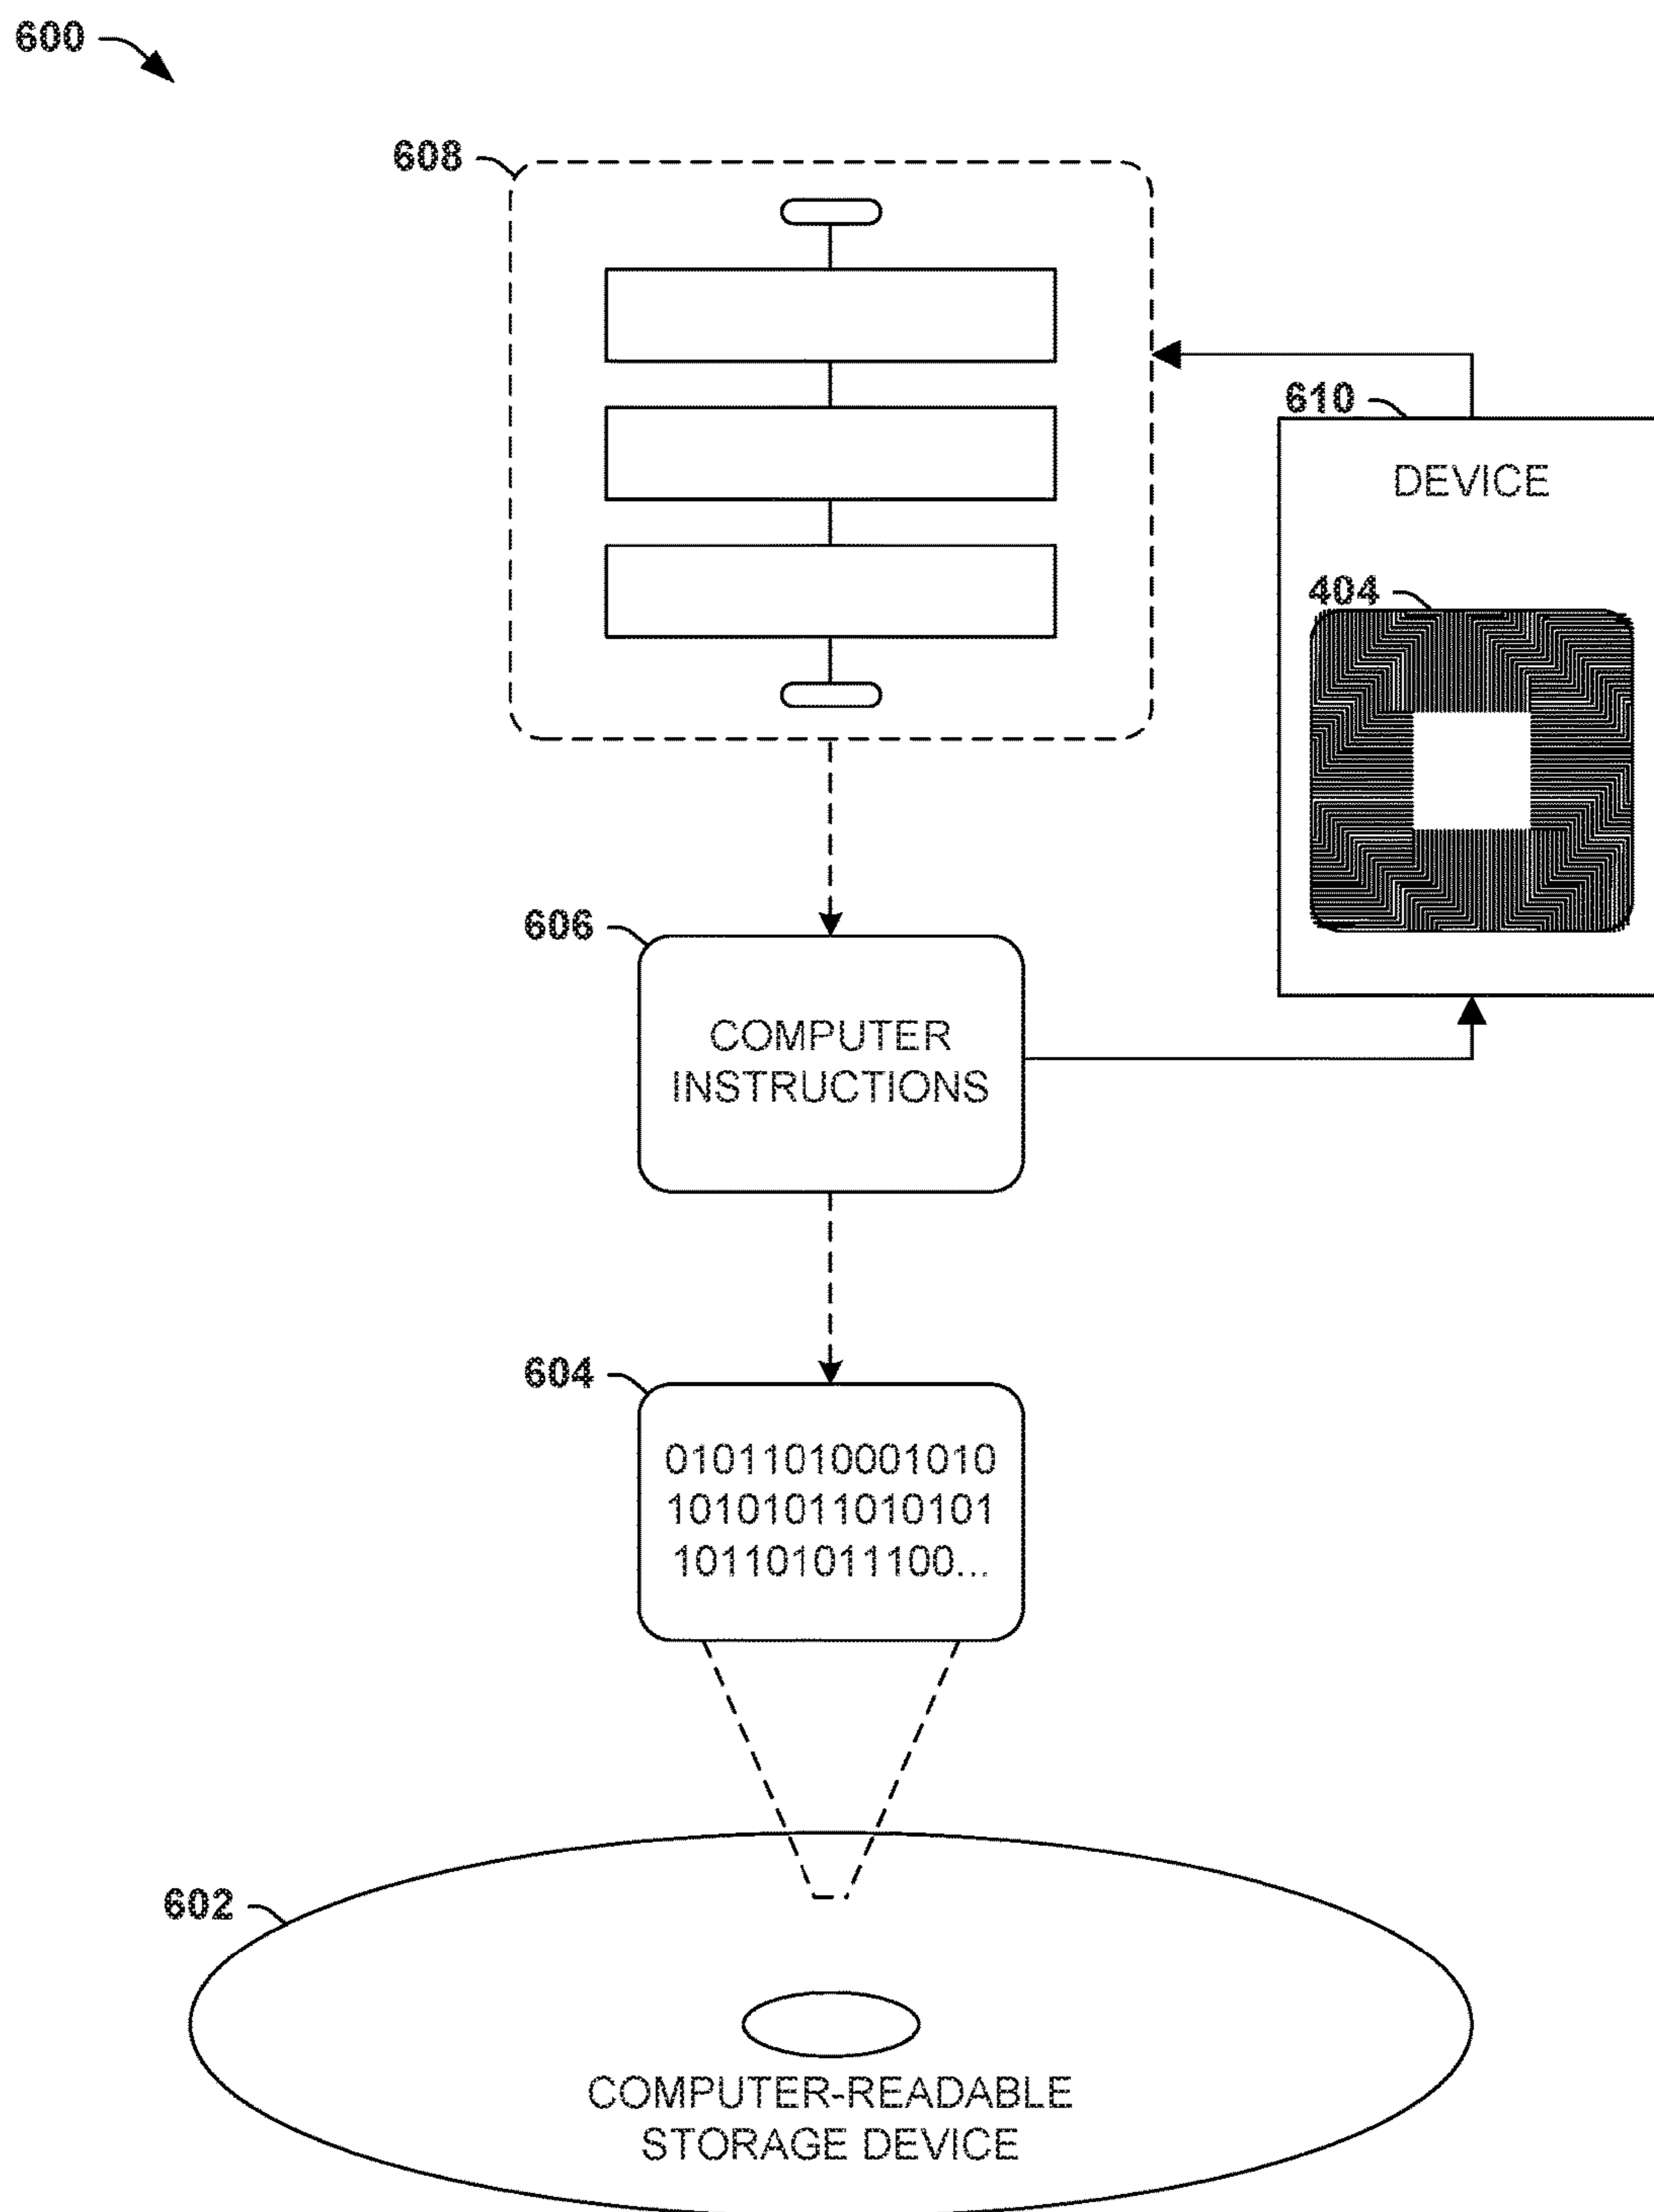 600
608
610
DEVICE
404
606
COMPUTER
INSTRUCTIONS
604
01011010001010
10101011010101
101101011100...
602
COMPUTER-READABLE
STORAGE DEVICE